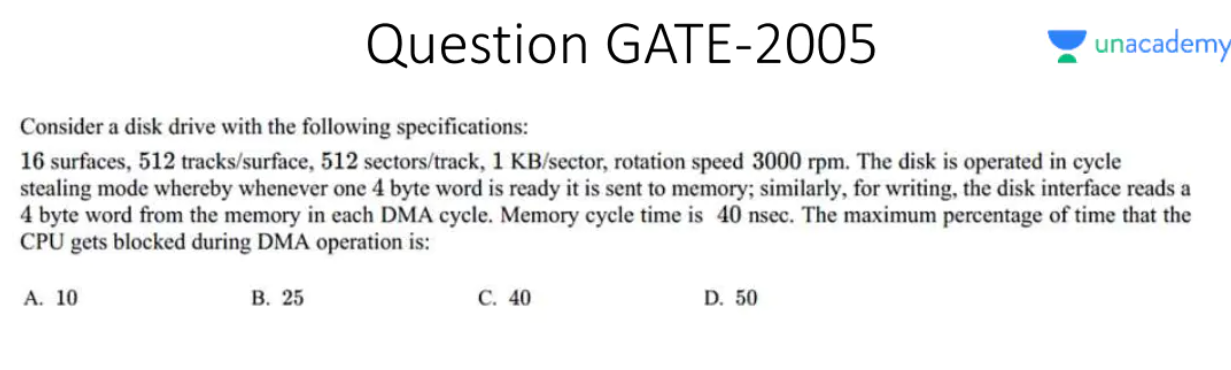 Question GATE-2005
unacademy
Consider a disk drive with the following specifications:
16 surfaces, 512 tracks/surface, 512 sectors/track, 1 KB/sector, rotation speed 3000 rpm. The disk is operated in cycle
stealing mode whereby whenever one 4 byte word is ready it is sent to memory; similarly, for writing, the disk interface reads a
4 byte word from the memory in each DMA cycle. Memory cycle time is 40 nsec. The maximum percentage of time that the
CPU gets blocked during DMA operation is:
A. 10 B. 25 C. 40 D. 50